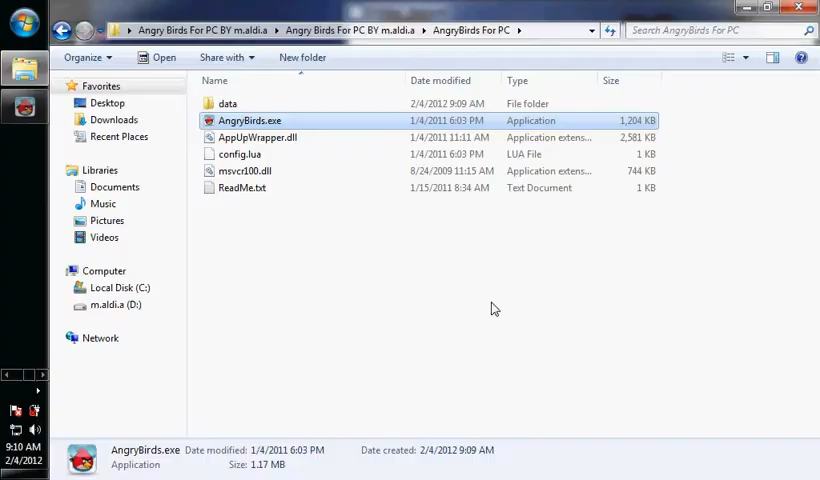 Angry Birds For PC BY m.aldi.a Angry Birds For PC BY m.aldi.a AngryBirds For PC Search AngryBirds For PC
Organize Open Share with New folder
Favorites
Desktop
Downloads
Recent Places
Libraries
Documents
Music
Pictures
Videos
Computer
Local Disk (C:)
m.aldi.a (D:)
Network
Name Date modified Type Size
data 2/4/2012 9:09 AM File folder
AngryBirds.exe 1/4/2011 6:03 PM Application 1,204 KB
AppUpWrapper.dll 1/4/2011 11:11 AM Application extens... 2,581 KB
config.lua 1/4/2011 6:03 PM LUA File 1 KB
msvcr100.dll 8/24/2009 11:15 AM Application extens... 744 KB
ReadMe.txt 1/15/2011 8:34 AM Text Document 1 KB
9:10 AM
2/4/2012
AngryBirds.exe Date modified: 1/4/2011 6:03 PM Date created: 2/4/2012 9:09 AM
Application Size: 1.17 MB